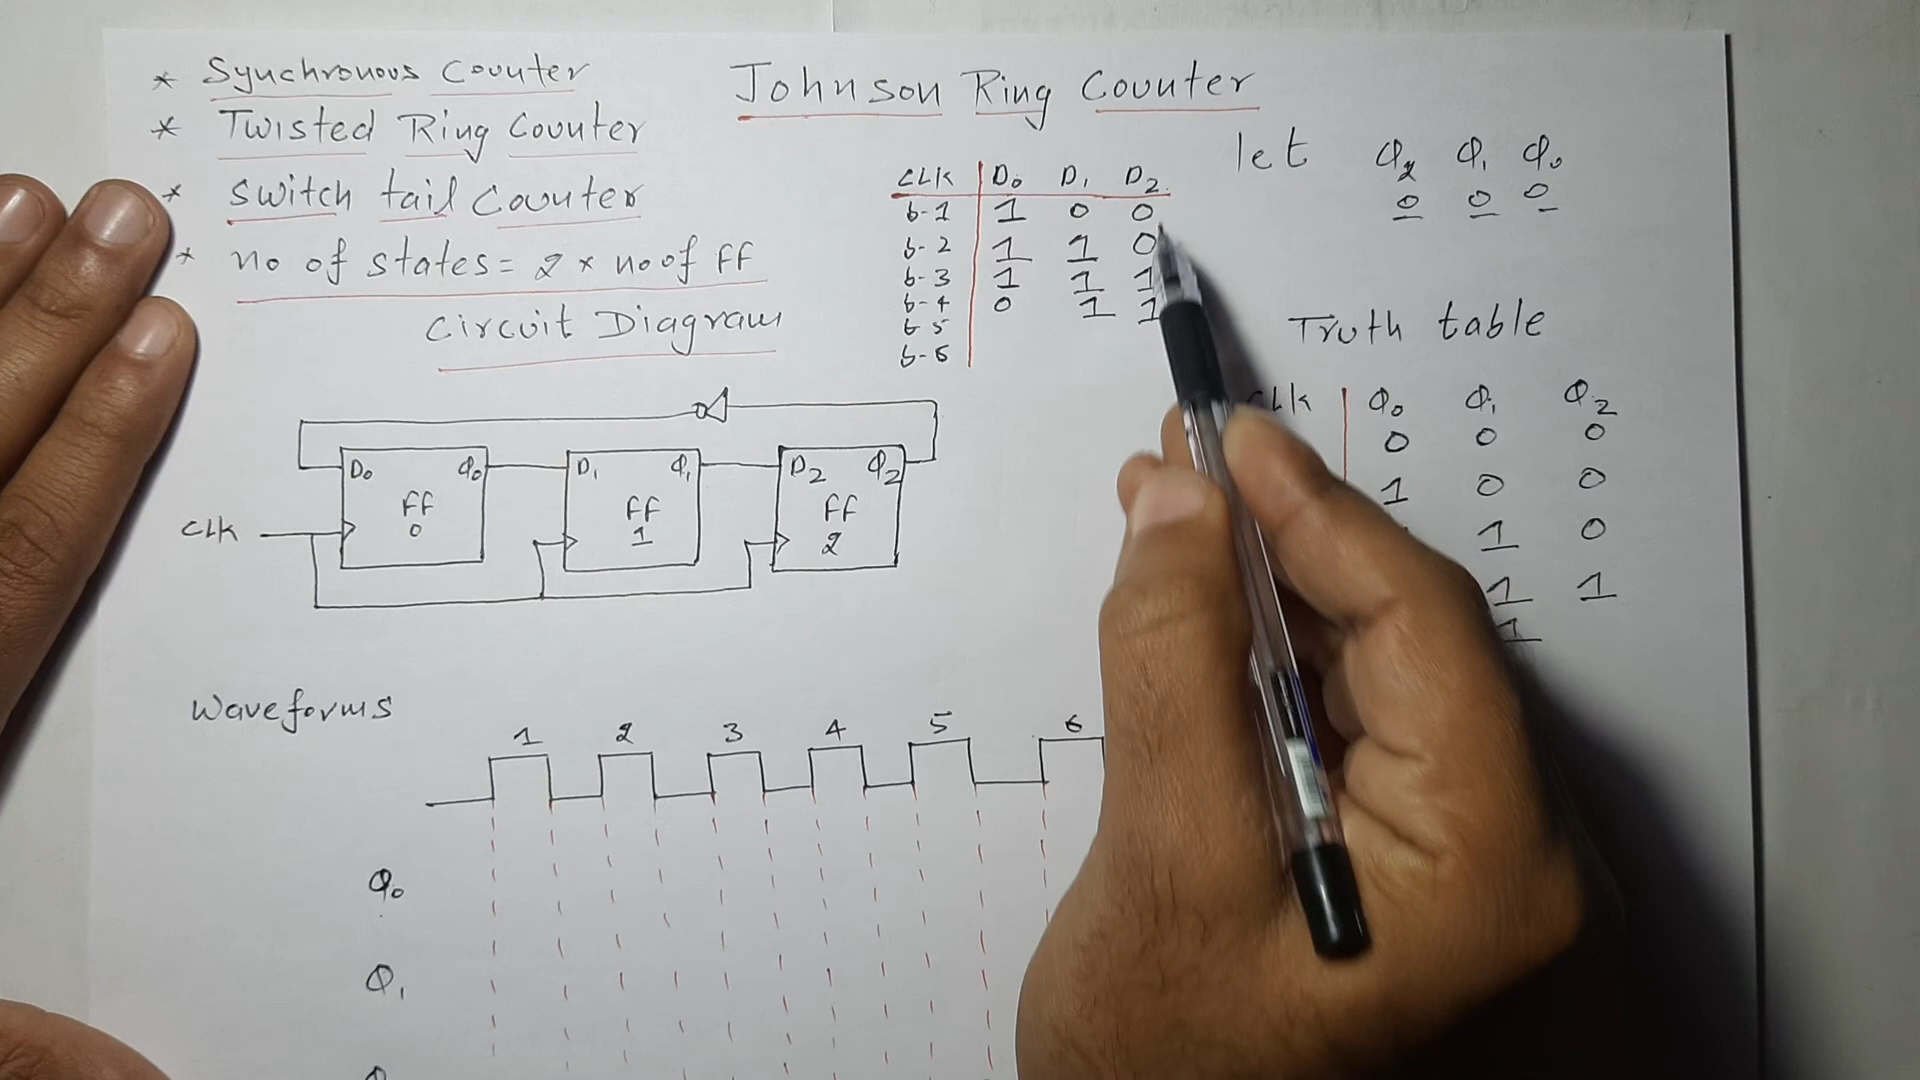 * Synchronous Counter
* Twisted Ring Counter
* Switch tail Counter
* no of states = 2 × no of FF
Johnson Ring Counter
CLK D₀ D₁ D₂
b-1 1 0 0
b-2 1 1 0
b-3 1 1 1
b-4 0 1 1
b-5
b-6
let Q₂ Q₁ Q₀
0 0 0
Circuit Diagram
D₀ Q₀ D₁ Q₁ D₂ Q₂
FF FF FF
0 1 2
CLK
Truth table
CLK Q₀ Q₁ Q₂
0 0 0
1 0 0
1 0
1 1
1
Waveforms
1 2 3 4 5 6
Q₀
Q₁